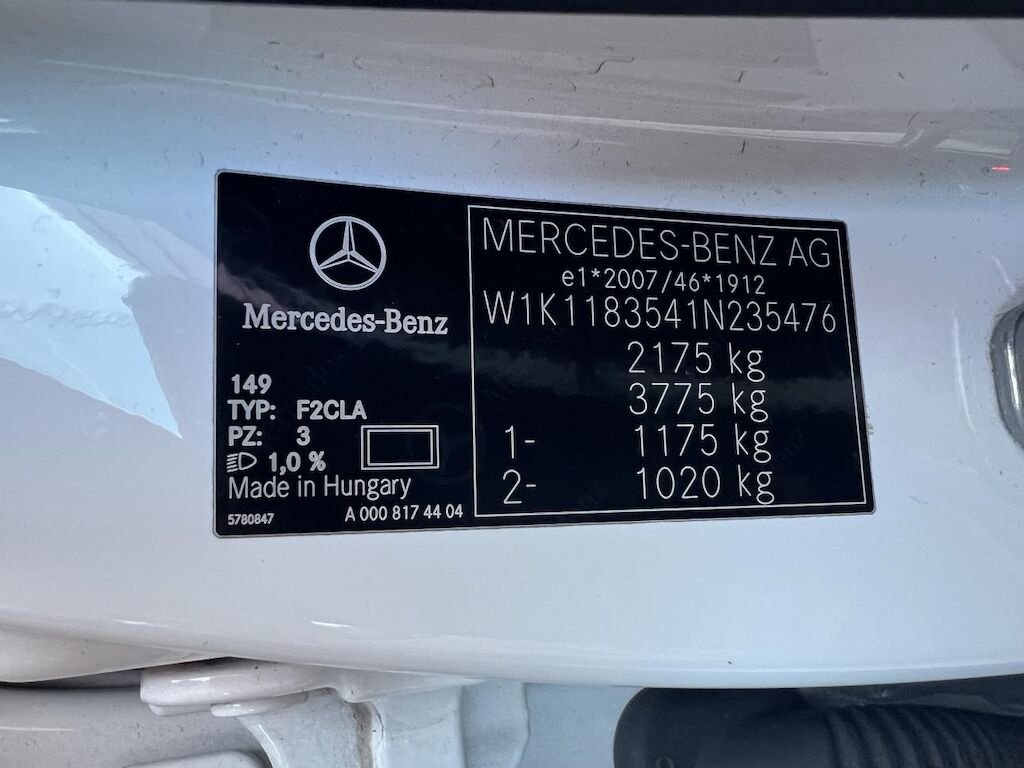 Mercedes-Benz
149
TYP: F2CLA
PZ: 3
1,0 %
Made in Hungary
5780847 A 000 817 44 04
MERCEDES-BENZ AG
e1*2007/46*1912
W1K1183541N235476
2175 kg
3775 kg
1- 1175 kg
2- 1020 kg